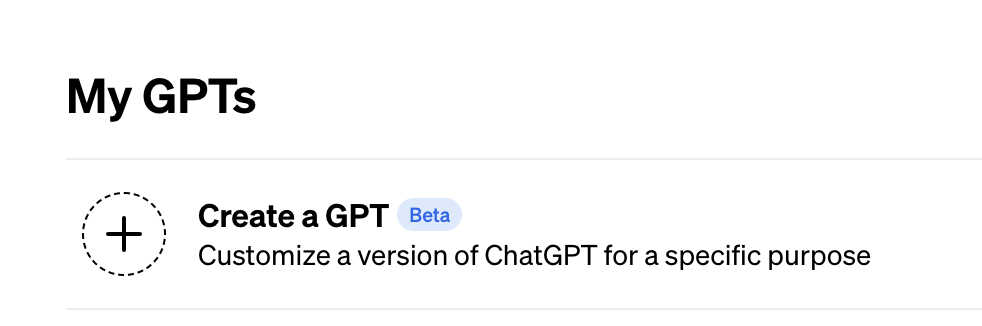 My GPTs
Create a GPT Beta
Customize a version of ChatGPT for a specific purpose